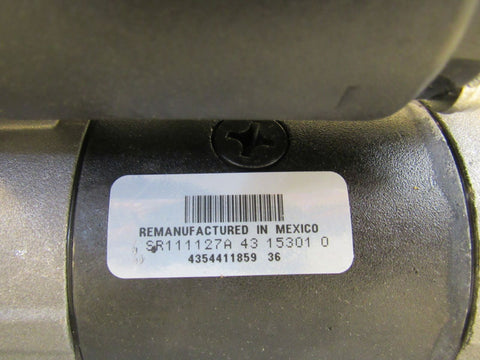 REMANUFACTURED IN MEXICO
SR111127A 43 15301 0
4354411859 36